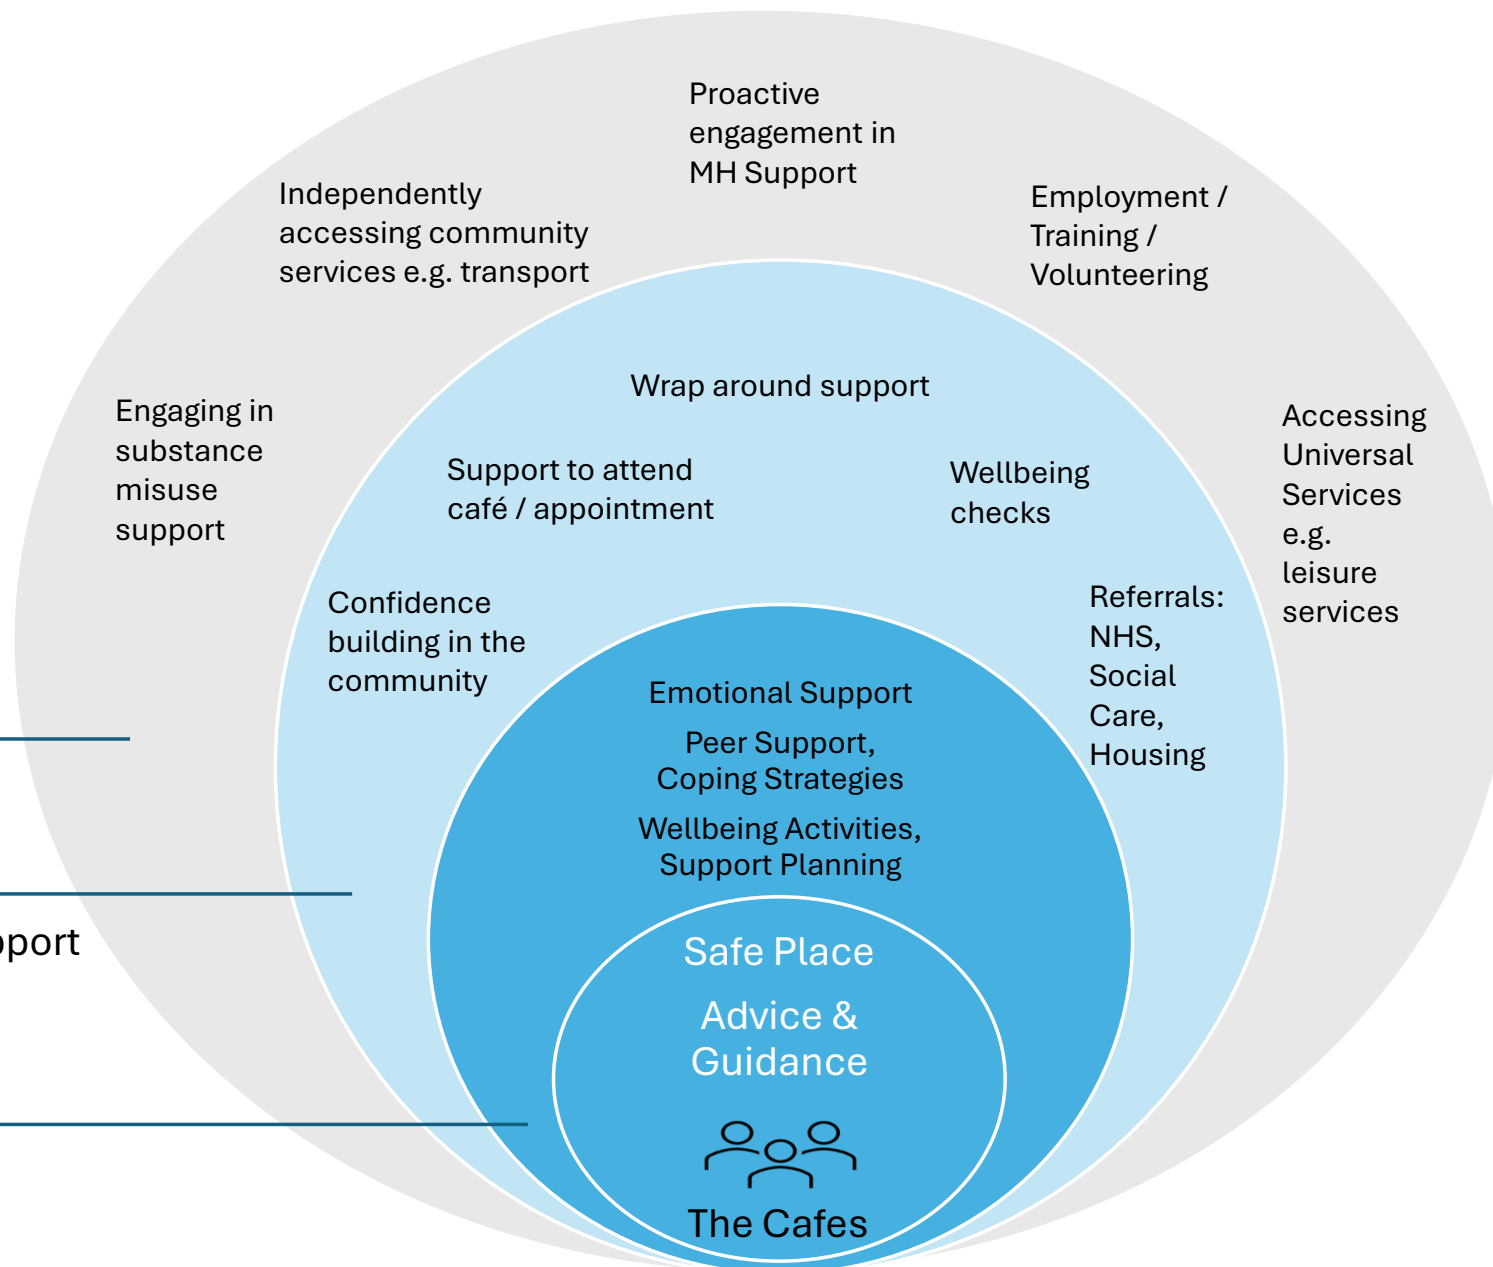 Proactive
engagement in
MH Support
Independently
accessing community
services e.g. transport
Employment /
Training /
Volunteering
Engaging in
substance
misuse
support
Accessing
Universal
Services
e.g.
leisure
services
Wrap around support
Support to attend
café / appointment
Wellbeing
checks
Confidence
building in the
community
Referrals:
NHS,
Social
Care,
Housing
Emotional Support
Peer Support,
Coping Strategies
Wellbeing Activities,
Support Planning
Safe Place
Advice &
Guidance
The Cafes